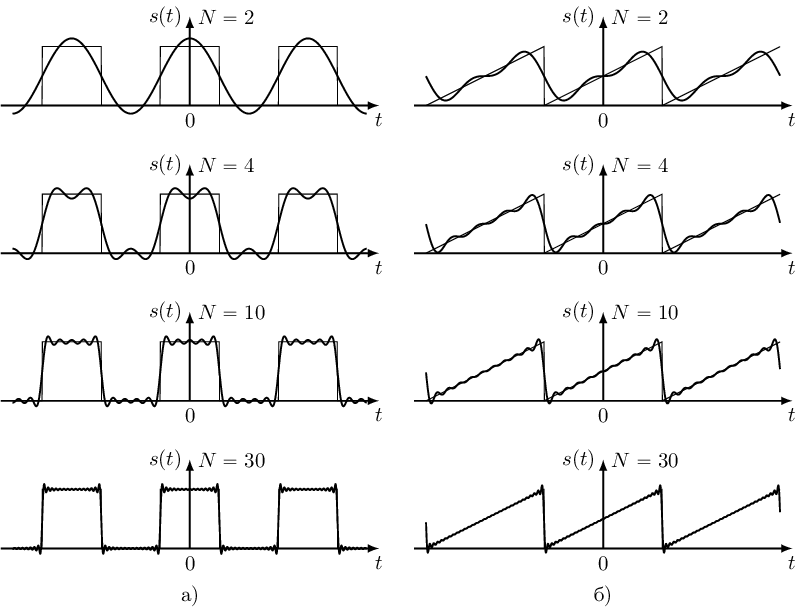 s(t) N = 2 s(t) N = 2
0 t 0 t
s(t) N = 4 s(t) N = 4
0 t 0 t
s(t) N = 10 s(t) N = 10
0 t 0 t
s(t) N = 30 s(t) N = 30
0 t 0 t
а) б)